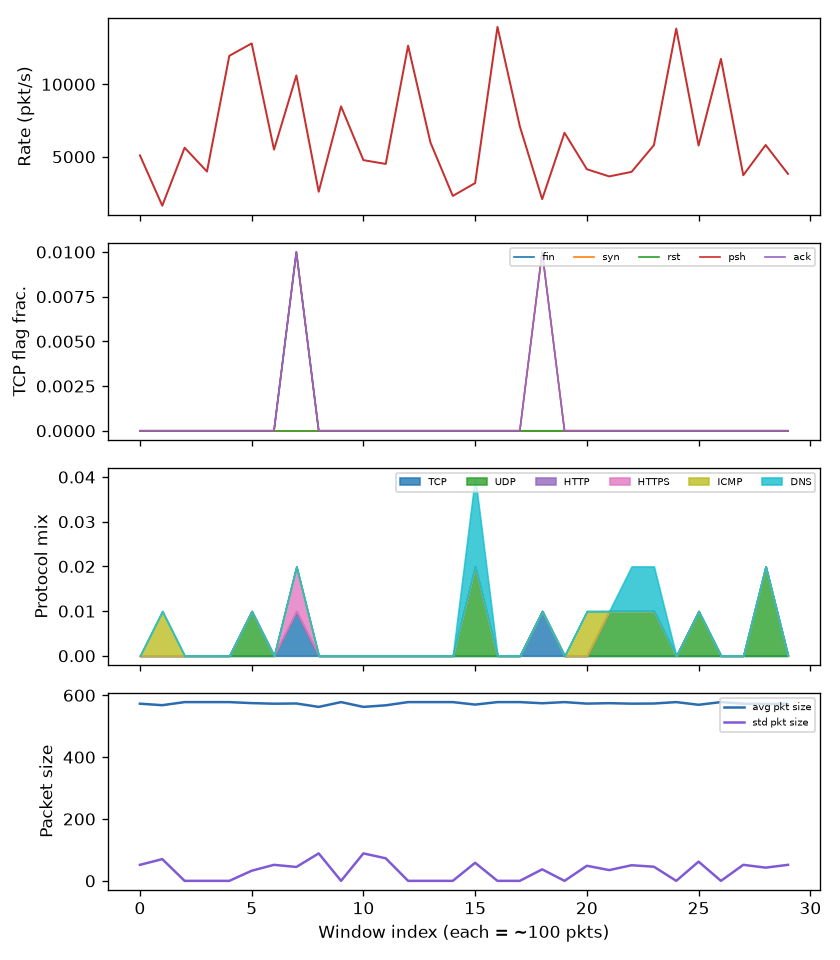 Rate (pkt/s)
10000
5000
TCP flag frac.
0.0100
0.0075
0.0050
0.0025
0.0000
fin syn rst psh ack
Protocol mix
0.04
0.03
0.02
0.01
0.00
TCP UDP HTTP HTTPS ICMP DNS
Packet size
600
400
200
0
avg pkt size
std pkt size
0 5 10 15 20 25 30
Window index (each = ~100 pkts)